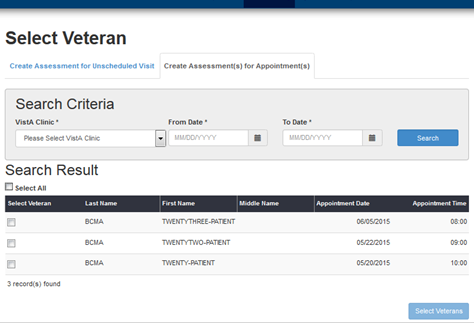 Select Veteran
Create Assessment for Unscheduled Visit Create Assessment(s) for Appointment(s)
Search Criteria
VistA Clinic * From Date * To Date *
Please Select VistA Clinic MM/DD/YYYY MM/DD/YYYY Search
Search Result
Select All
Select Veteran Last Name First Name Middle Name Appointment Date Appointment Time
BCMA TWENTYTHREE-PATIENT 06/05/2015 08:00
BCMA TWENTYTWO-PATIENT 05/22/2015 09:00
BCMA TWENTY-PATIENT 05/20/2015 10:00
3 record(s) found
Select Veterans